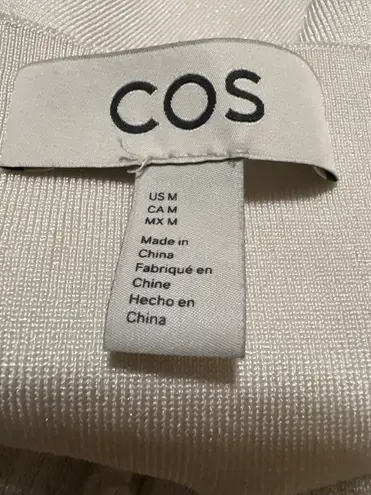 COS
US M
CA M
MX M
Made in
China
Fabriqué en
Chine
Hecho en
China